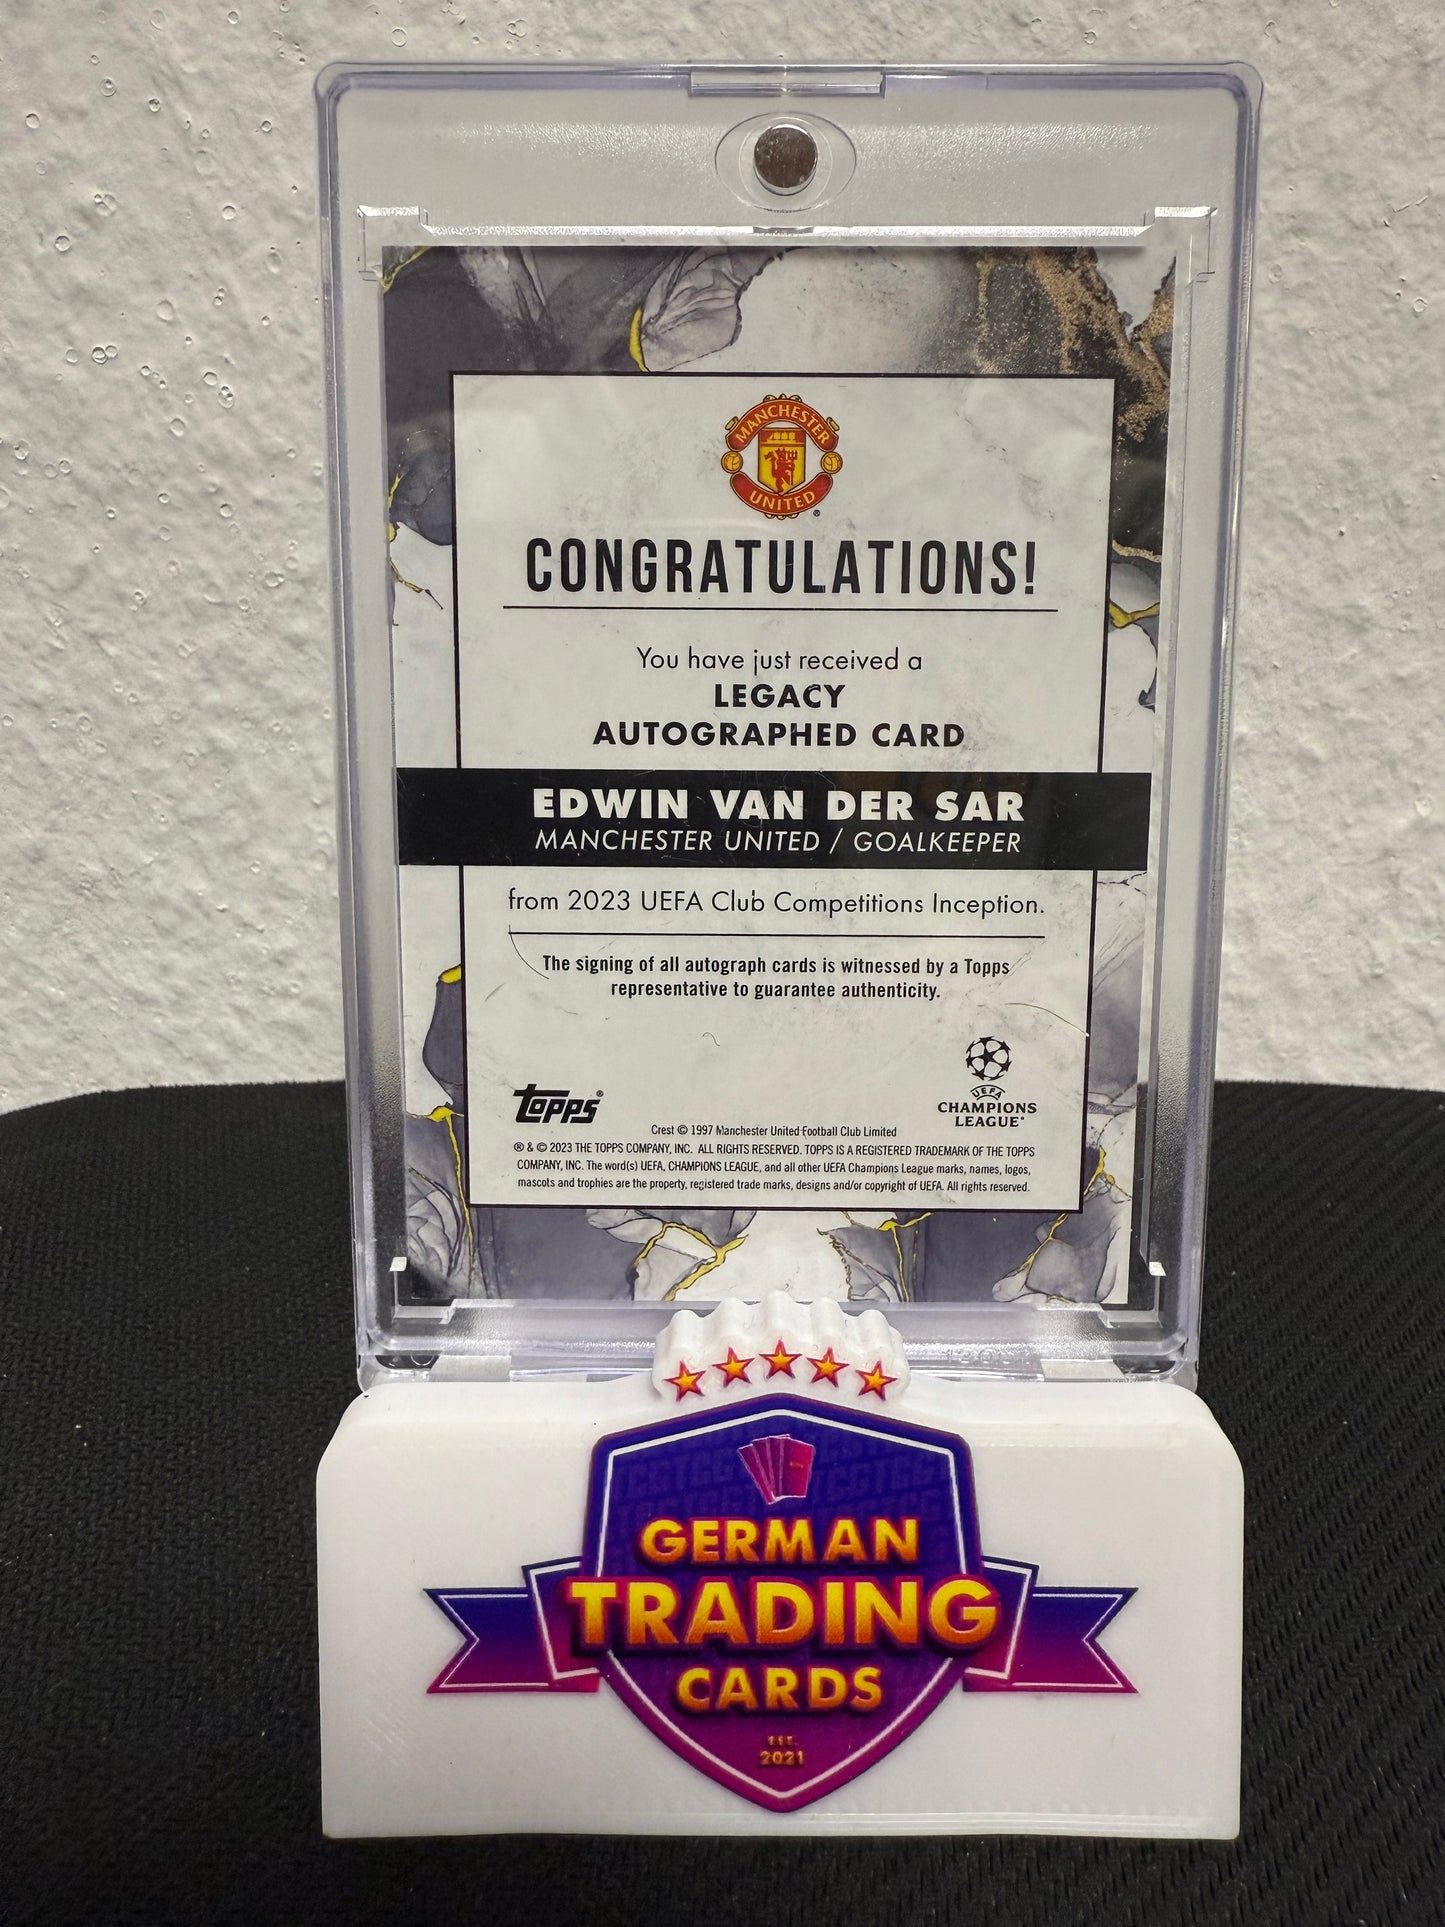 MANCHESTER
UNITED
®
CONGRATULATIONS!
You have just received a
LEGACY
AUTOGRAPHED CARD
EDWIN VAN DER SAR
MANCHESTER UNITED / GOALKEEPER
from 2023 UEFA Club Competitions Inception.
The signing of all autograph cards is witnessed by a Topps
representative to guarantee authenticity.
topps®
UEFA
CHAMPIONS
LEAGUE®
Crest © 1997 Manchester United Football Club Limited
® & © 2023 THE TOPPS COMPANY, INC. ALL RIGHTS RESERVED. TOPPS IS A REGISTERED TRADEMARK OF THE TOPPS
COMPANY, INC. The word(s) UEFA, CHAMPIONS LEAGUE, and all other UEFA Champions League marks, names, logos,
mascots and trophies are the property, registered trade marks, designs and/or copyright of UEFA. All rights reserved.
GERMAN
TRADING
CARDS
EST.
2021